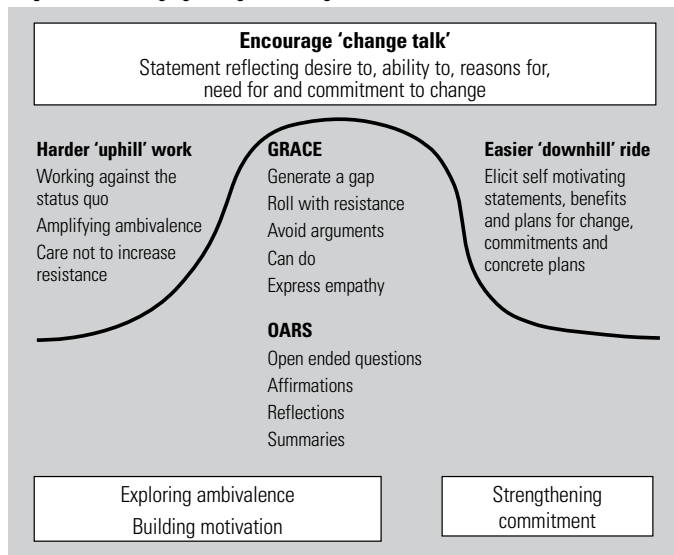 Encourage 'change talk'
Statement reflecting desire to, ability to, reasons for,
need for and commitment to change
Harder 'uphill' work
Working against the
status quo
Amplifying ambivalence
Care not to increase
resistance
GRACE
Generate a gap
Roll with resistance
Avoid arguments
Can do
Express empathy
OARS
Open ended questions
Affirmations
Reflections
Summaries
Easier 'downhill' ride
Elicit self motivating
statements, benefits
and plans for change,
commitments and
concrete plans
Exploring ambivalence
Building motivation
Strengthening
commitment